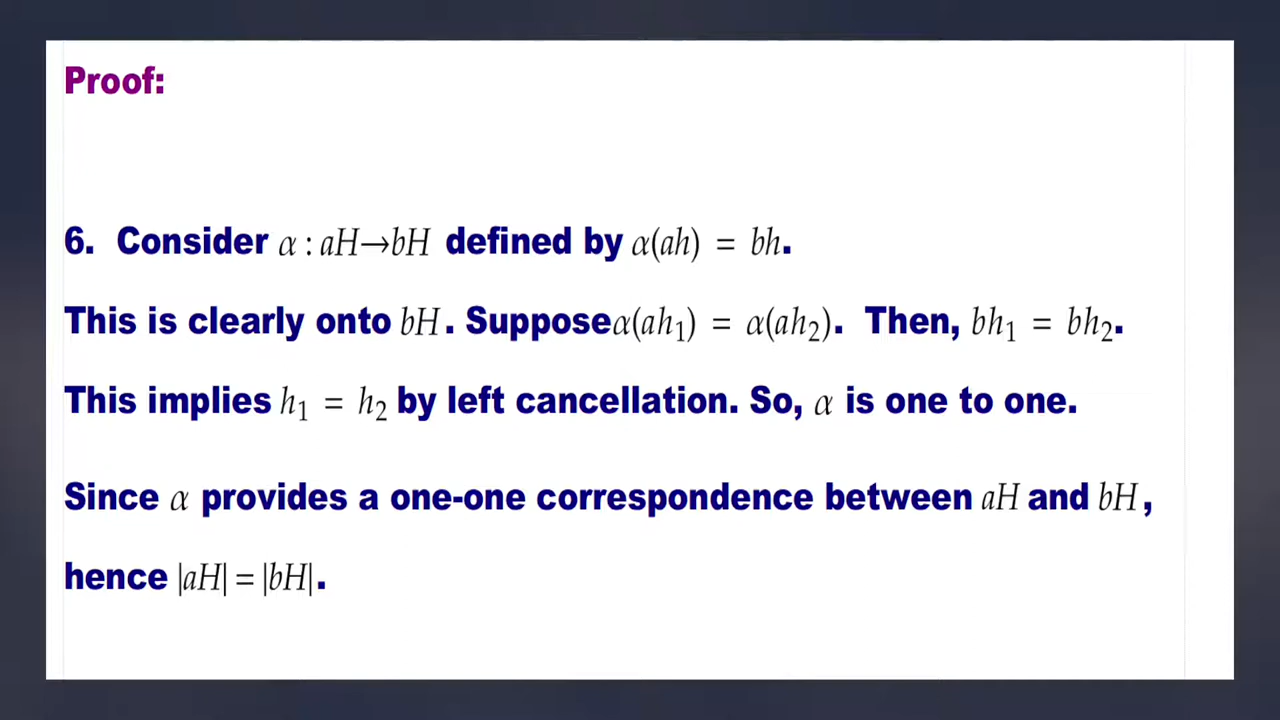 Proof:
6. Consider α : aH→bH defined by α(ah) = bh.
This is clearly onto bH. Suppose α(ah₁) = α(ah₂). Then, bh₁ = bh₂.
This implies h₁ = h₂ by left cancellation. So, α is one to one.
Since α provides a one-one correspondence between aH and bH,
hence |aH| = |bH|.